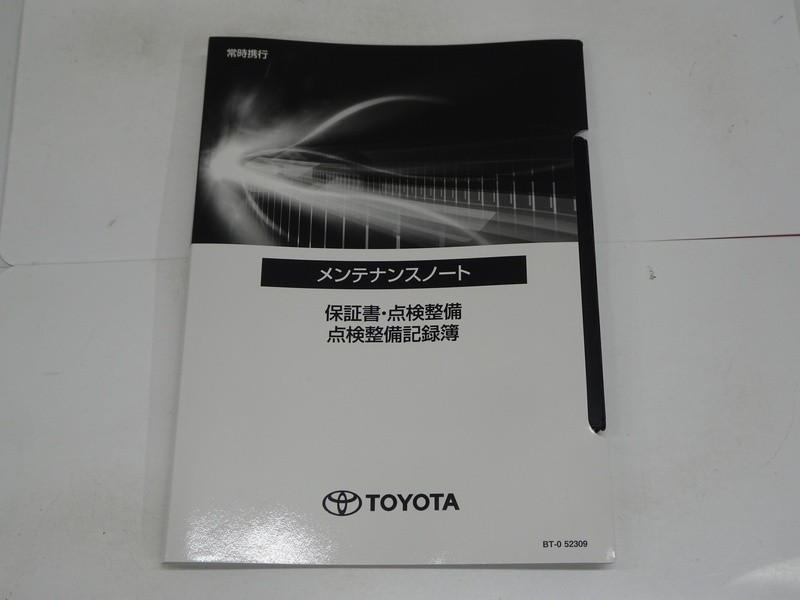 常時携行
メンテナンスノート
保証書・点検整備
点検整備記録簿
TOYOTA
BT-0 52309